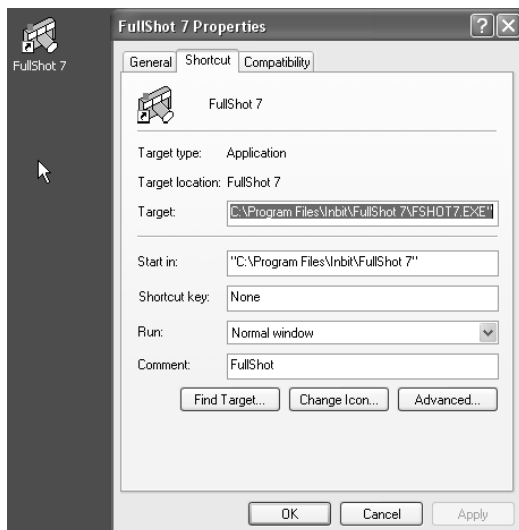 FullShot 7
FullShot 7 Properties
General Shortcut Compatibility
FullShot 7
Target type: Application
Target location: FullShot 7
Target: C:\Program Files\Inbit\FullShot 7\FSHOT7.EXE"
Start in: "C:\Program Files\Inbit\FullShot 7"
Shortcut key: None
Run: Normal window
Comment: FullShot
Find Target... Change Icon... Advanced...
OK Cancel Apply